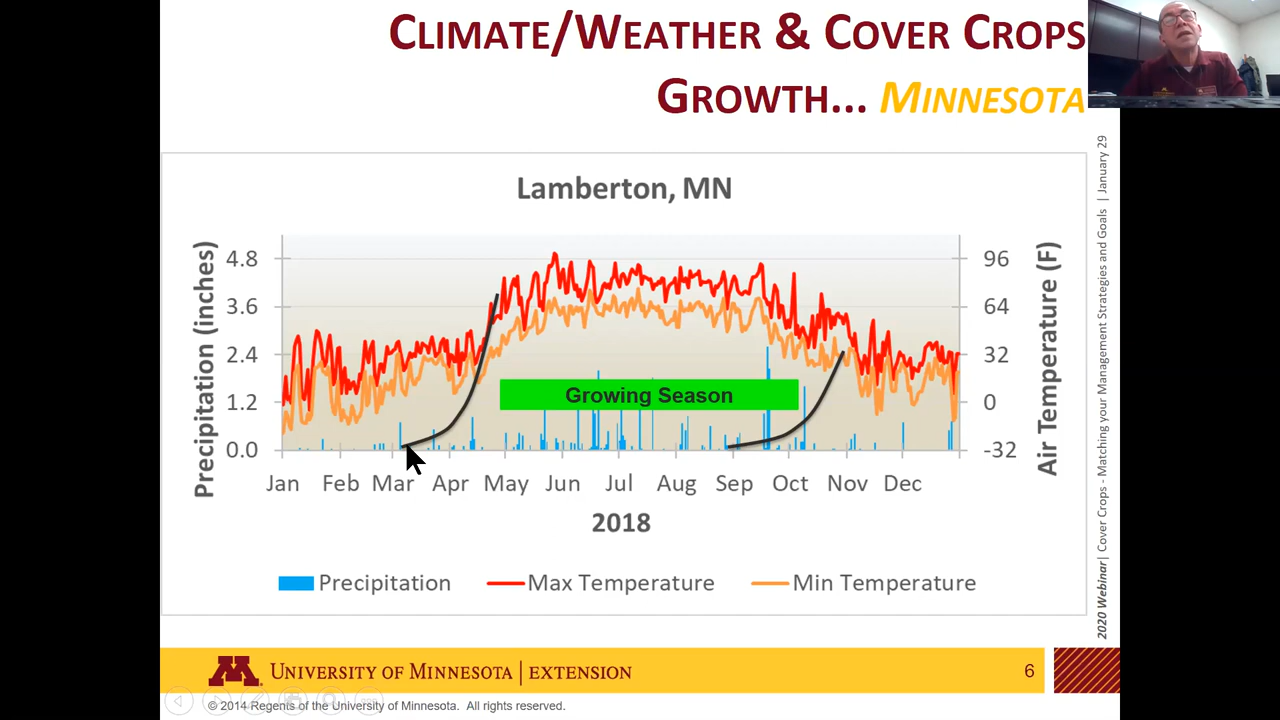 CLIMATE/WEATHER & COVER CROPS
GROWTH... MINNESOTA
Lamberton, MN
Precipitation (inches)
4.8
3.6
2.4
1.2
0.0
96
64
32
0
-32
Air Temperature (F)
Growing Season
Jan Feb Mar Apr May Jun Jul Aug Sep Oct Nov Dec
2018
Precipitation Max Temperature Min Temperature
2020 Webinar| Cover Crops - Matching your Management Strategies and Goals | January 29
M UNIVERSITY OF MINNESOTA | EXTENSION
6
© 2014 Regents of the University of Minnesota. All rights reserved.